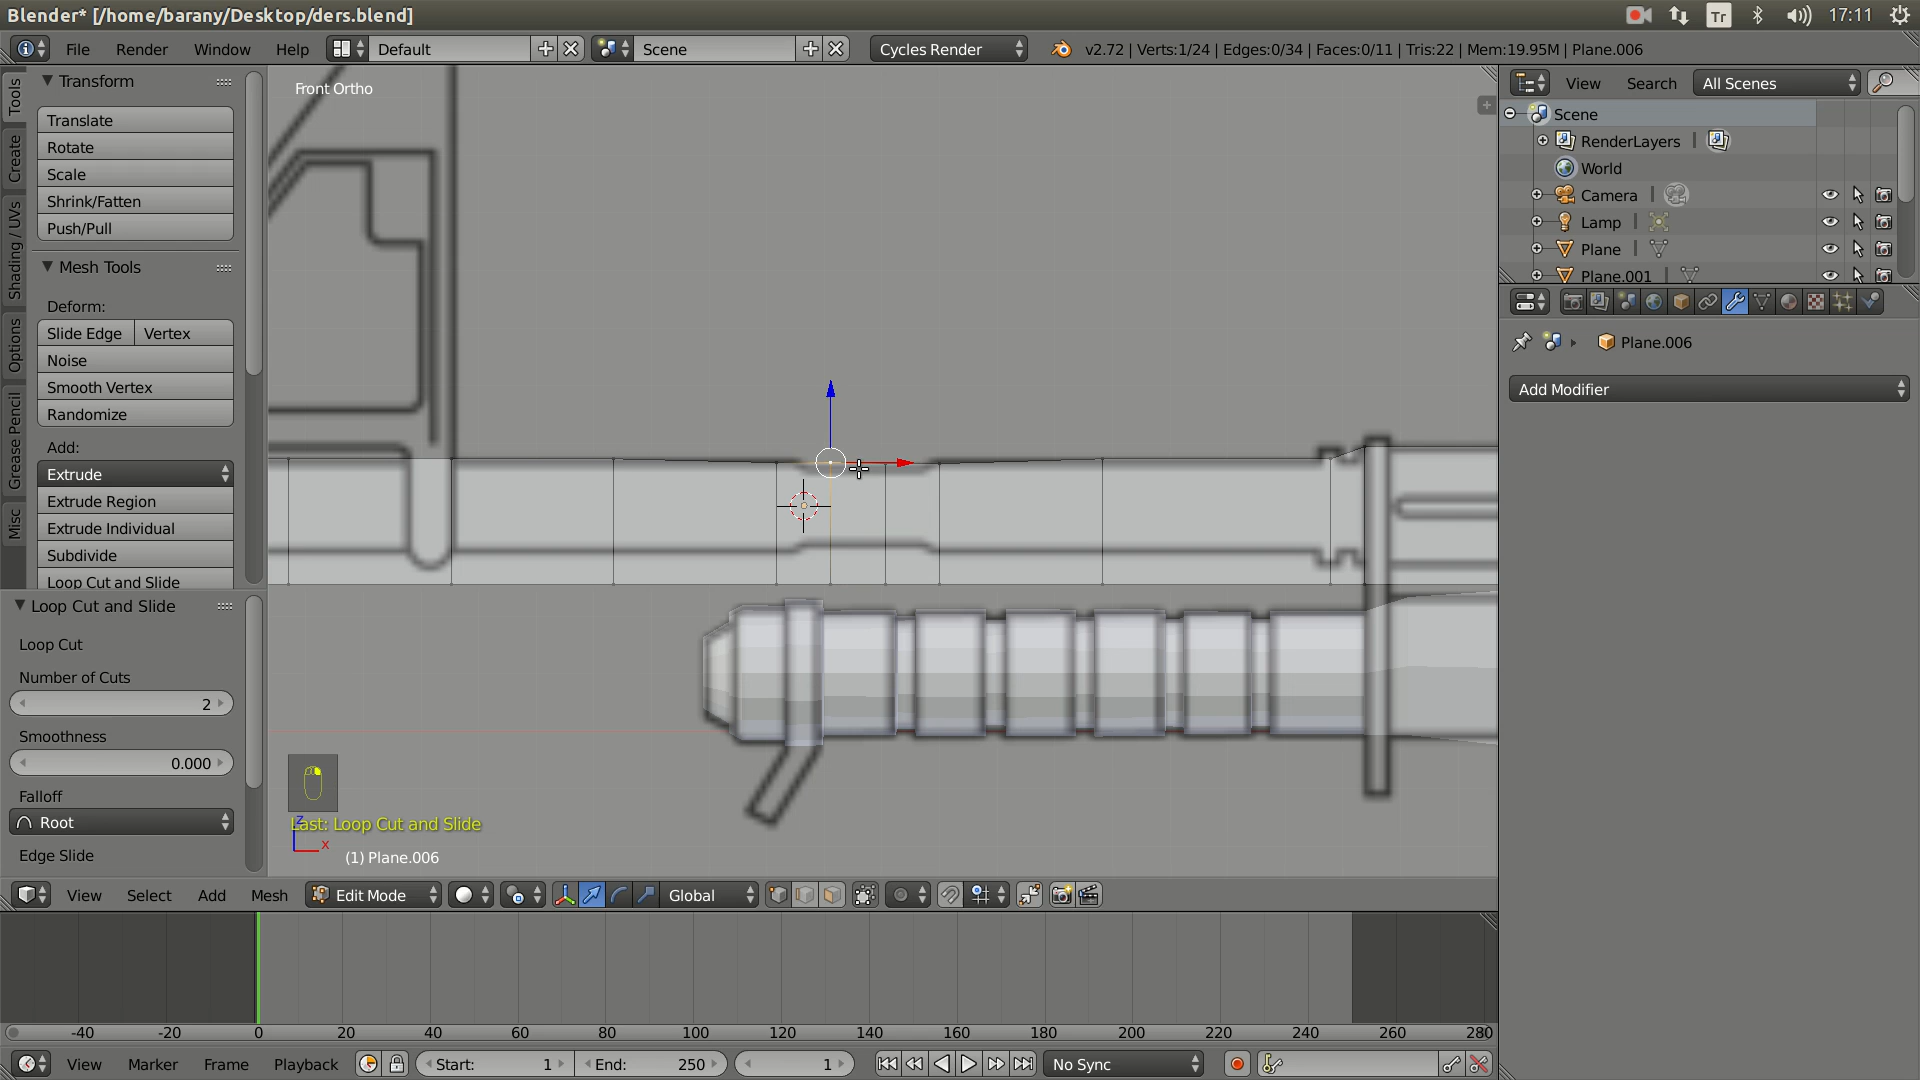 Blender* [/home/barany/Desktop/ders.blend]
Tr
17:11
File
Render
Window
Help
Default
Scene
Cycles Render
v2.72 | Verts:1/24 | Edges:0/34 | Faces:0/11 | Tris:22 | Mem:19.95M | Plane.006
Tools
Create
Shading / UVs
Options
Grease Pencil
Misc
Transform
Translate
Rotate
Scale
Shrink/Fatten
Push/Pull
Mesh Tools
Deform:
Slide Edge
Vertex
Noise
Smooth Vertex
Randomize
Add:
Extrude
Extrude Region
Extrude Individual
Subdivide
Loop Cut and Slide
Loop Cut and Slide
Loop Cut
Number of Cuts
2
Smoothness
0.000
Falloff
Root
Edge Slide
Front Ortho
Last: Loop Cut and Slide
z
x
(1) Plane.006
View
Select
Add
Mesh
Edit Mode
Global
View
Search
All Scenes
Scene
RenderLayers
World
Camera
Lamp
Plane
Plane.001
Plane.006
Add Modifier
-40
-20
0
20
40
60
80
100
120
140
160
180
200
220
240
260
280
View
Marker
Frame
Playback
Start:
1
End:
250
1
No Sync